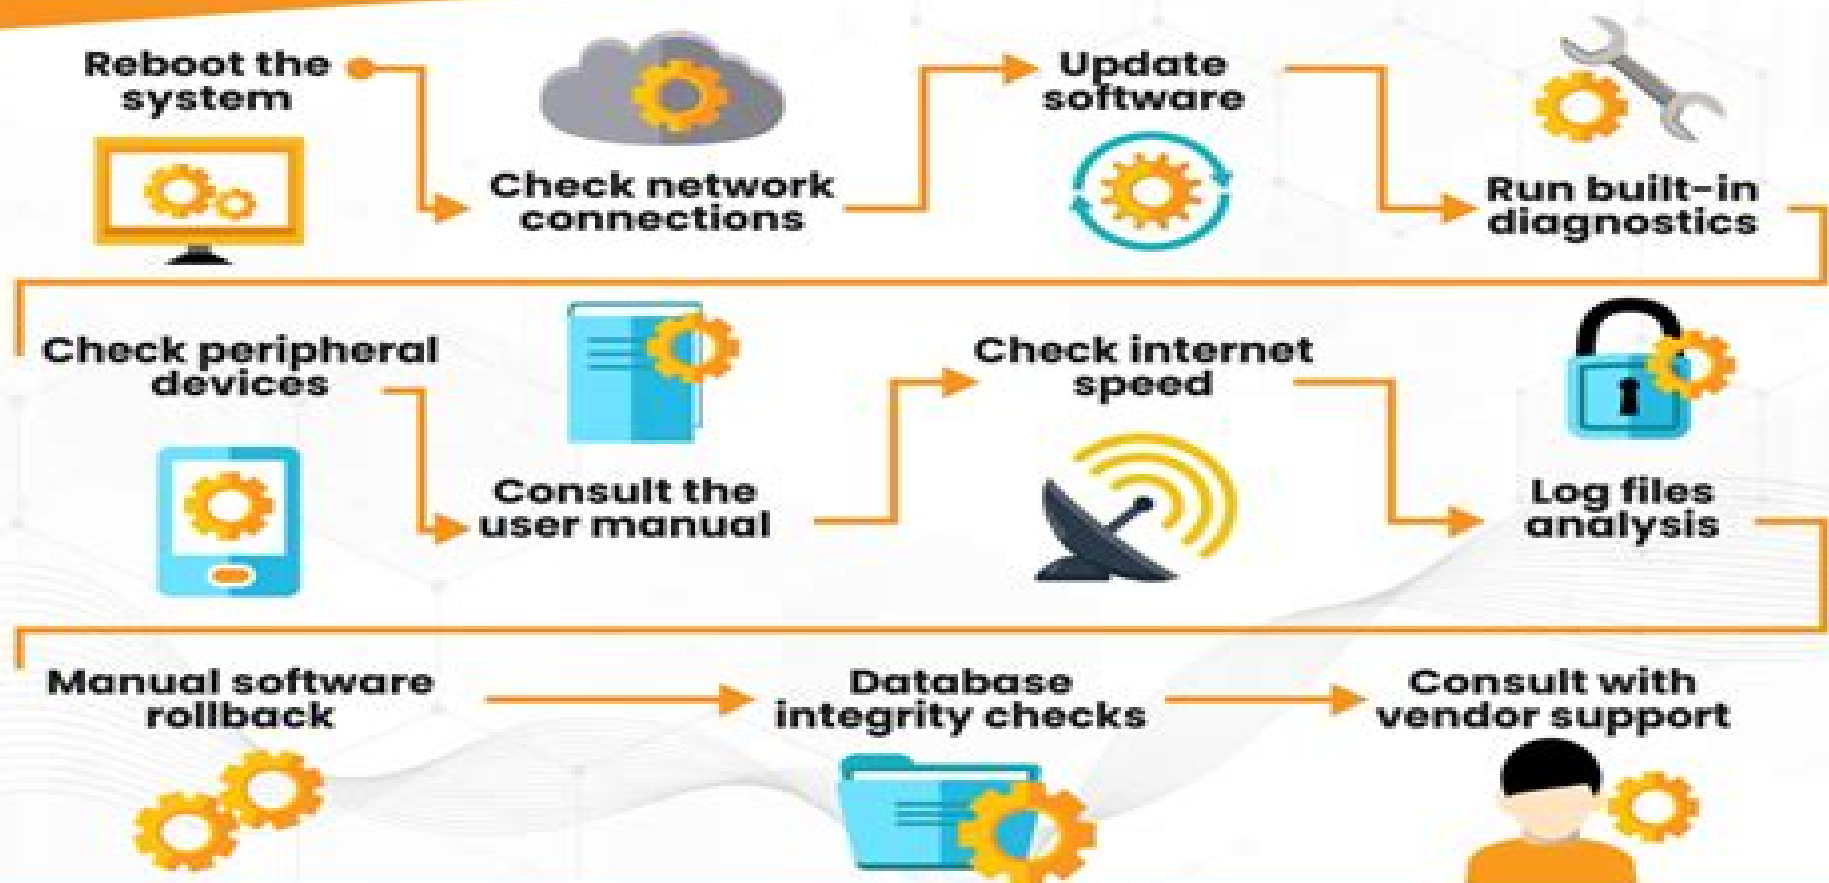 Reboot the
system
Check network
connections
Update
software
Run built-in
diagnostics
Check peripheral
devices
Consult the
user manual
Check internet
speed
Log files
analysis
Manual software
rollback
Database
integrity checks
Consult with
vendor support